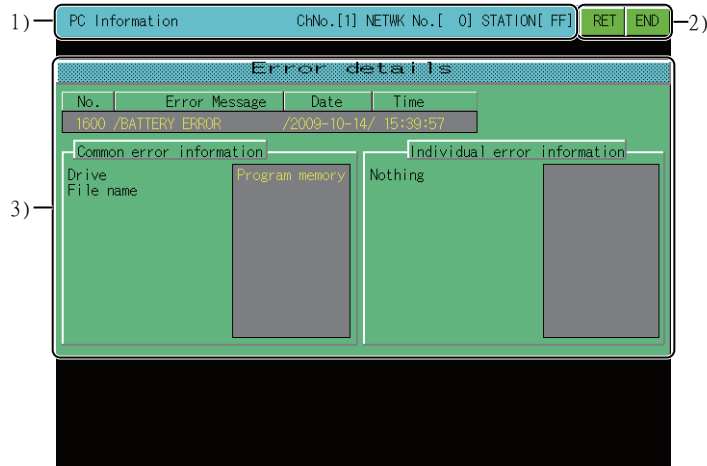 1) PC Information ChNo.[1] NETWK No.[ 0] STATION[ FF] RET END 2)
Error details
No. Error Message Date Time
1600 /BATTERY ERROR /2009-10-14/ 15:39:57
Common error information Individual error information
Drive Program memory Nothing
File name
3)